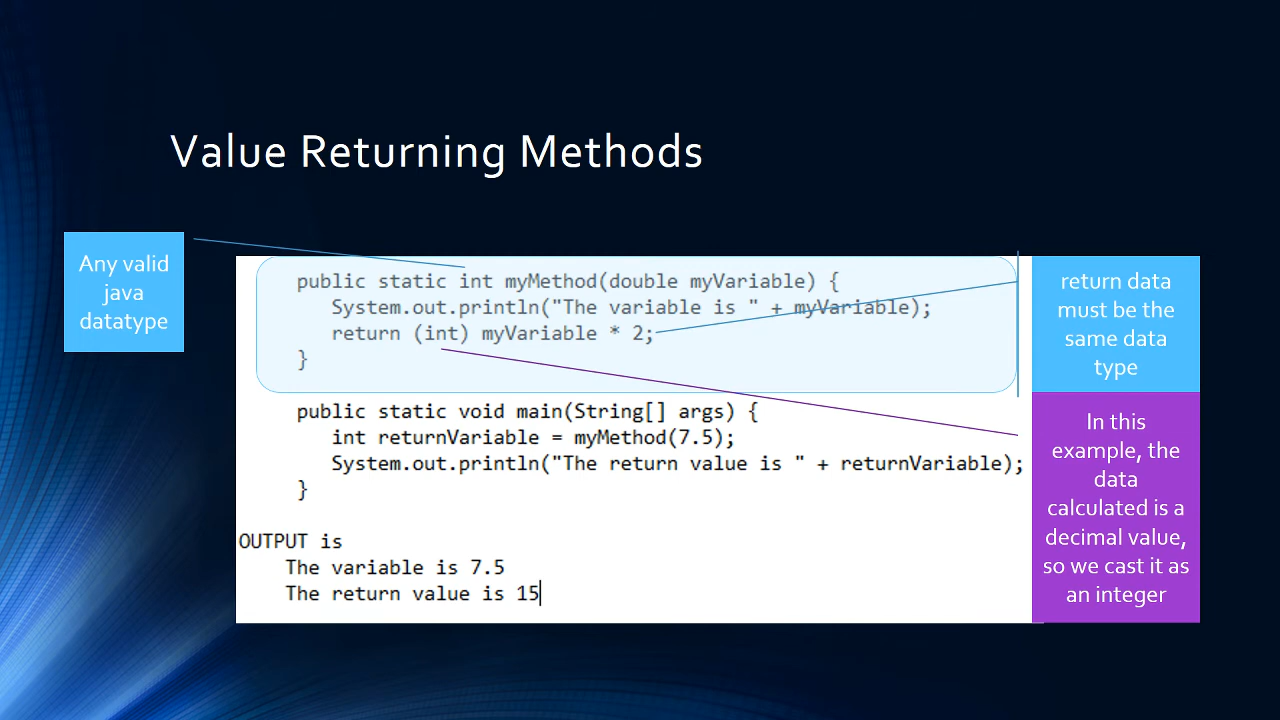 Value Returning Methods
Any valid
java
datatype
public static int myMethod(double myVariable) {
System.out.println("The variable is " + myVariable);
return (int) myVariable * 2;
}
public static void main(String[] args) {
int returnVariable = myMethod(7.5);
System.out.println("The return value is " + returnVariable);
}
OUTPUT is
The variable is 7.5
The return value is 15
return data
must be the
same data
type
In this
example, the
data
calculated is a
decimal value,
so we cast it as
an integer